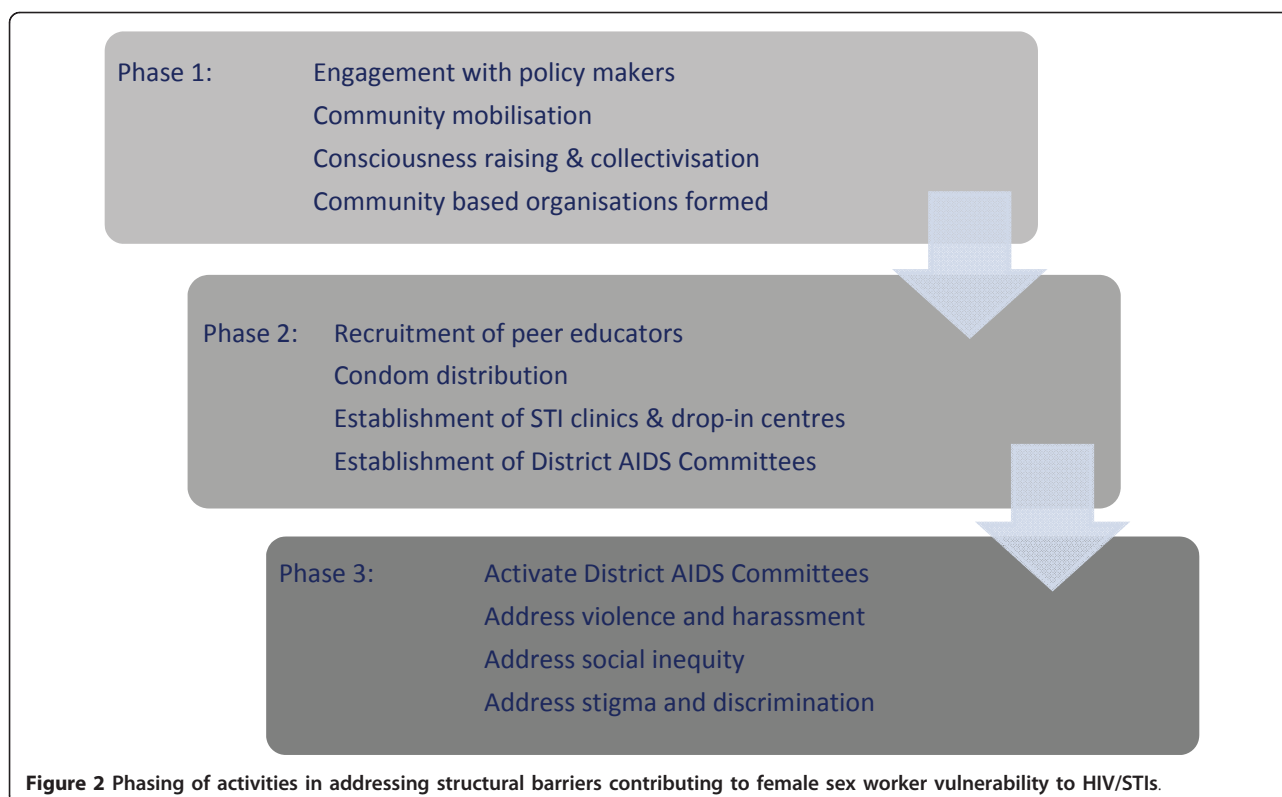 Phase 1: Engagement with policy makers
Community mobilisation
Consciousness raising & collectivisation
Community based organisations formed
Phase 2: Recruitment of peer educators
Condom distribution
Establishment of STI clinics & drop-in centres
Establishment of District AIDS Committees
Phase 3: Activate District AIDS Committees
Address violence and harassment
Address social inequity
Address stigma and discrimination
Figure 2 Phasing of activities in addressing structural barriers contributing to female sex worker vulnerability to HIV/STIs.